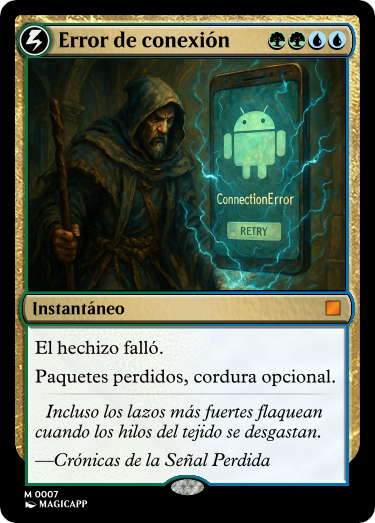 Error de conexión
ConnectionError
RETRY
Instantáneo
El hechizo falló.
Paquetes perdidos, cordura opcional.
Incluso los lazos más fuertes flaquean
cuando los hilos del tejido se desgastan.
—Crónicas de la Señal Perdida
M 0007
MAGICAPP